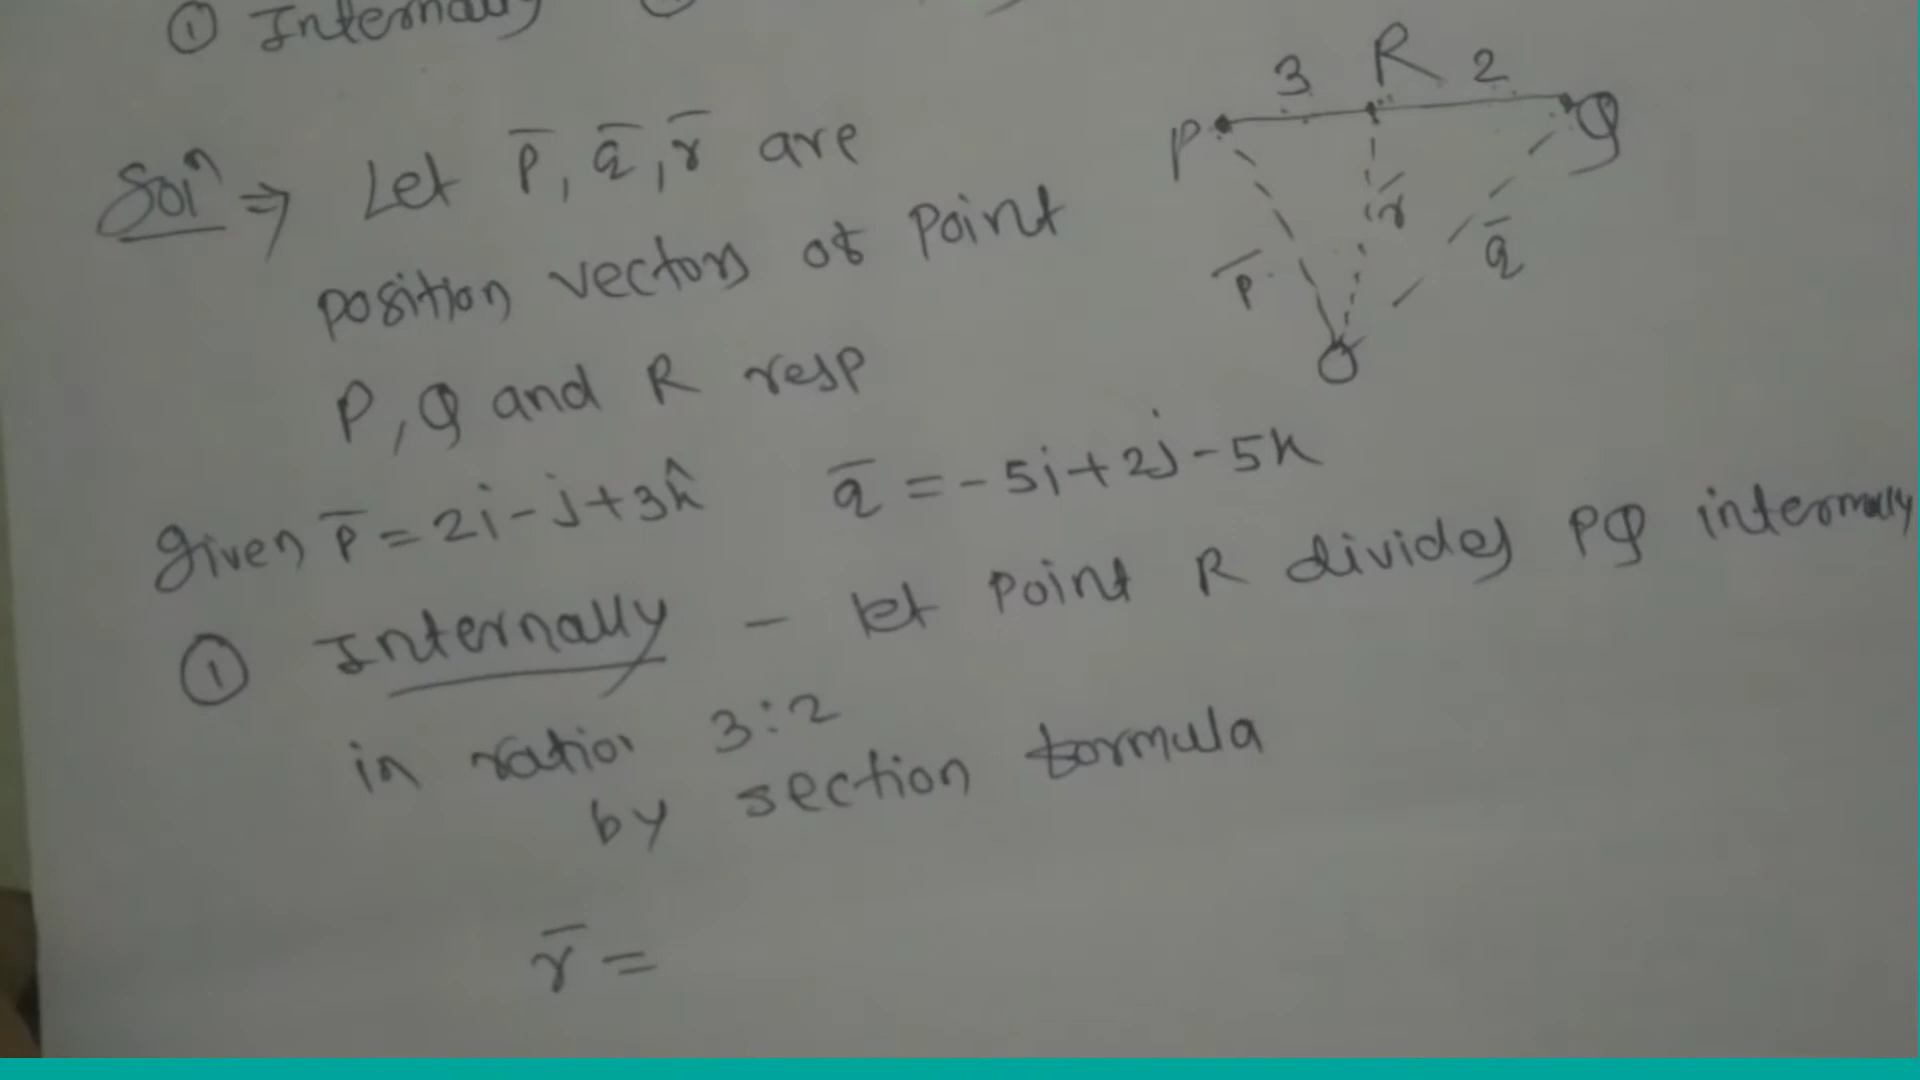 ① Internally
3 R 2
P Q
Solⁿ ⇒ Let p̅, q̅, r̅ are
position vectors of point
P, Q and R resp
r̅
p̅ q̅
O
Given p̅ = 2i - j + 3k̂ q̅ = - 5i + 2j - 5k
① Internally - let point R divides PQ internally
in ratio 3:2
by section formula
r̅ =